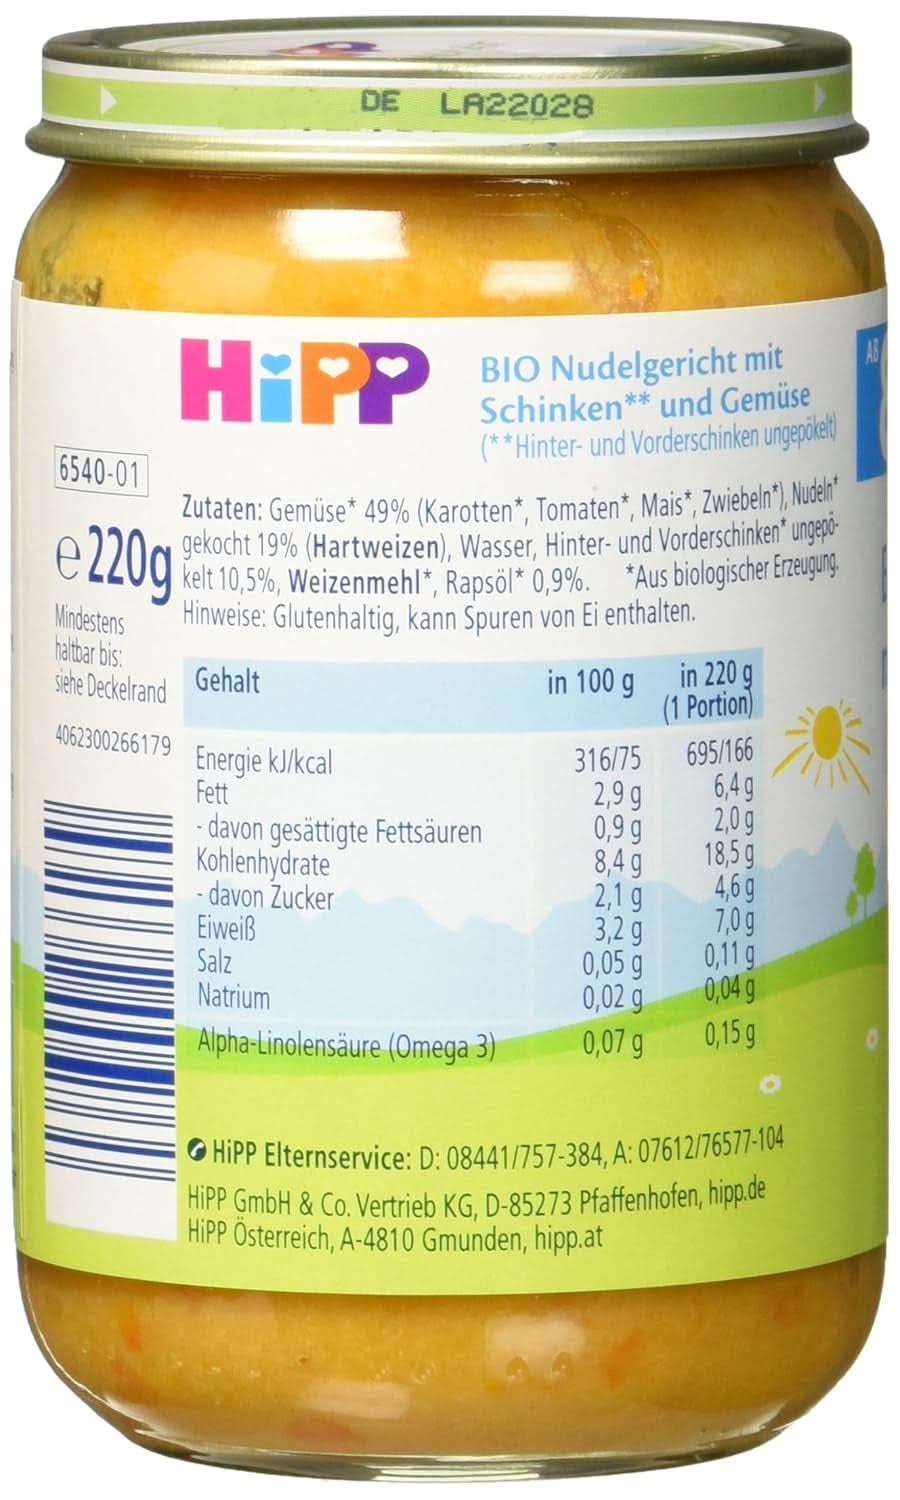 DE LA22028
HiPP
BIO Nudelgericht mit
Schinken** und Gemüse
(**Hinter- und Vorderschinken ungepökelt)
AB
6540-01
e 220g
Mindestens
haltbar bis:
siehe Deckelrand
4062300266179
Zutaten: Gemüse* 49% (Karotten*, Tomaten*, Mais*, Zwiebeln*), Nudeln*
gekocht 19% (Hartweizen), Wasser, Hinter- und Vorderschinken* ungepö-
kelt 10,5%, Weizenmehl*, Rapsöl* 0,9%. *Aus biologischer Erzeugung.
Hinweise: Glutenhaltig, kann Spuren von Ei enthalten.
Gehalt in 100 g in 220 g
(1 Portion)
Energie kJ/kcal 316/75 695/166
Fett 2,9 g 6,4 g
- davon gesättigte Fettsäuren 0,9 g 2,0 g
Kohlenhydrate 8,4 g 18,5 g
- davon Zucker 2,1 g 4,6 g
Eiweiß 3,2 g 7,0 g
Salz 0,05 g 0,11 g
Natrium 0,02 g 0,04 g
Alpha-Linolensäure (Omega 3) 0,07 g 0,15 g
HiPP Elternservice: D: 08441/757-384, A: 07612/76577-104
HiPP GmbH & Co. Vertrieb KG, D-85273 Pfaffenhofen, hipp.de
HiPP Österreich, A-4810 Gmunden, hipp.at